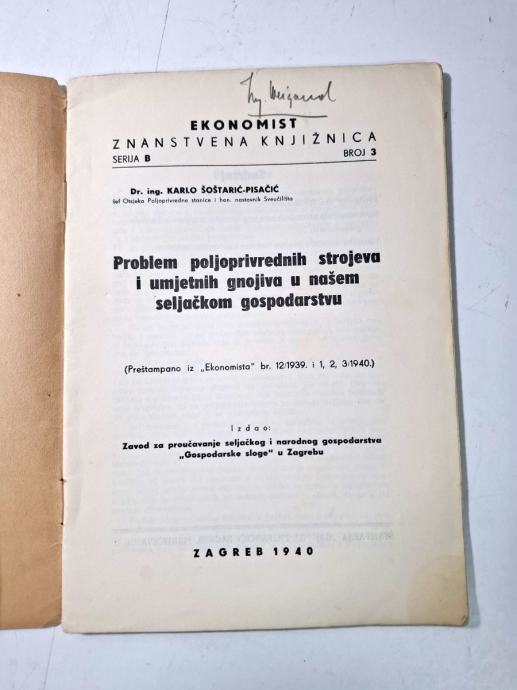 EKONOMIST
ZNANSTVENA KNJIŽNICA
SERIJA B BROJ 3
Dr. ing. KARLO ŠOŠTARIĆ-PISAČIĆ
šef Otsjeka Poljoprivredne stanice i hon. nastavnik Sveučilišta
Problem poljoprivrednih strojeva
i umjetnih gnojiva u našem
seljačkom gospodarstvu
(Preštampano iz „Ekonomista" br. 12/1939. i 1, 2, 3/1940.)
Izdao:
Zavod za proučavanje seljačkog i narodnog gospodarstva
„Gospodarske sloge" u Zagrebu
ZAGREB 1940